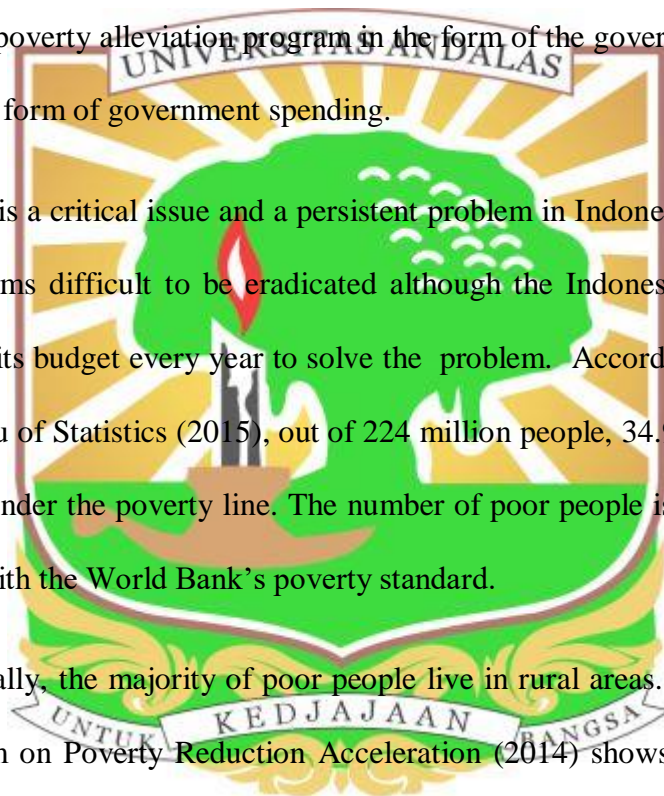 poverty alleviation program in the form of the gover
UNIVERSITAS ANDALAS
form of government spending.
is a critical issue and a persistent problem in Indone
ms difficult to be eradicated although the Indones
its budget every year to solve the problem. Accord
u of Statistics (2015), out of 224 million people, 34.9
nder the poverty line. The number of poor people is
ith the World Bank’s poverty standard.
ally, the majority of poor people live in rural areas.
UNTUK KEDJAJAAN BANGSA
n on Poverty Reduction Acceleration (2014) shows